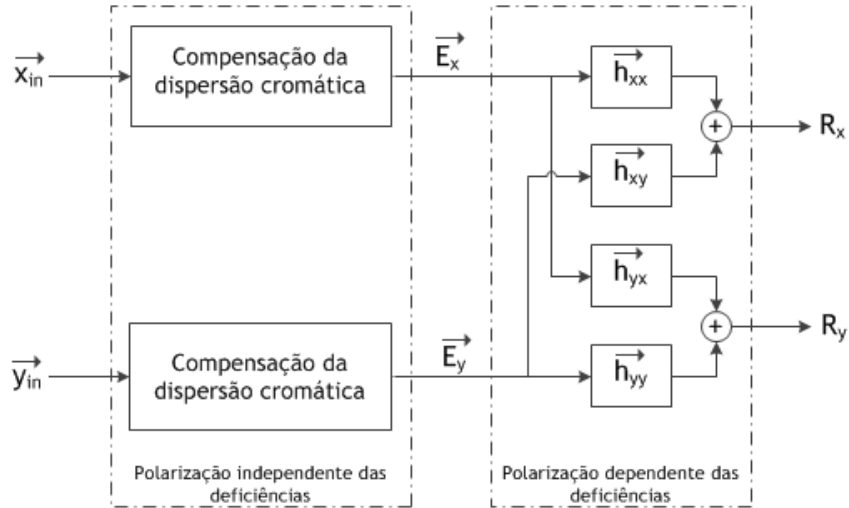 Compensação da
dispersão cromática
x_in
E_x
h_xx
R_x
h_xy
h_yx
Compensação da
dispersão cromática
y_in
E_y
h_yy
R_y
Polarização independente das
deficiências
Polarização dependente das
deficiências